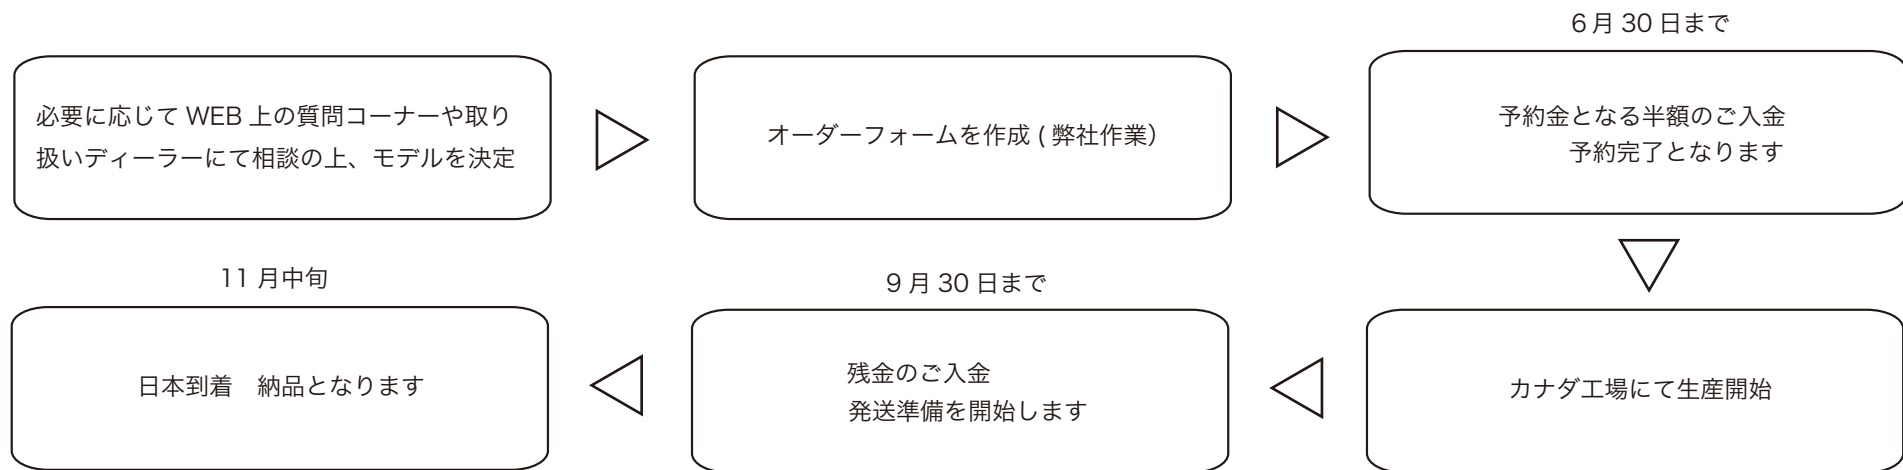 必要に応じて WEB 上の質問コーナーや取り
扱いディーラーにて相談の上、モデルを決定
オーダーフォームを作成 ( 弊社作業）
6月 30 日まで
予約金となる半額のご入金
予約完了となります
カナダ工場にて生産開始
9 月 30 日まで
残金のご入金
発送準備を開始します
11 月中旬
日本到着　納品となります